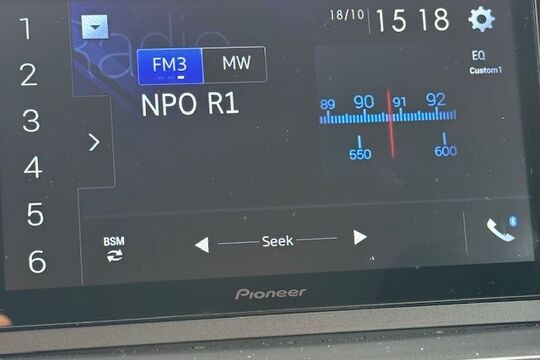 Radio
18/10 15 18
EQ
Custom1
FM3 MW
NPO R1
1
2
3
4
5
6
89 90 91 92
550 600
BSM
Seek
Pioneer